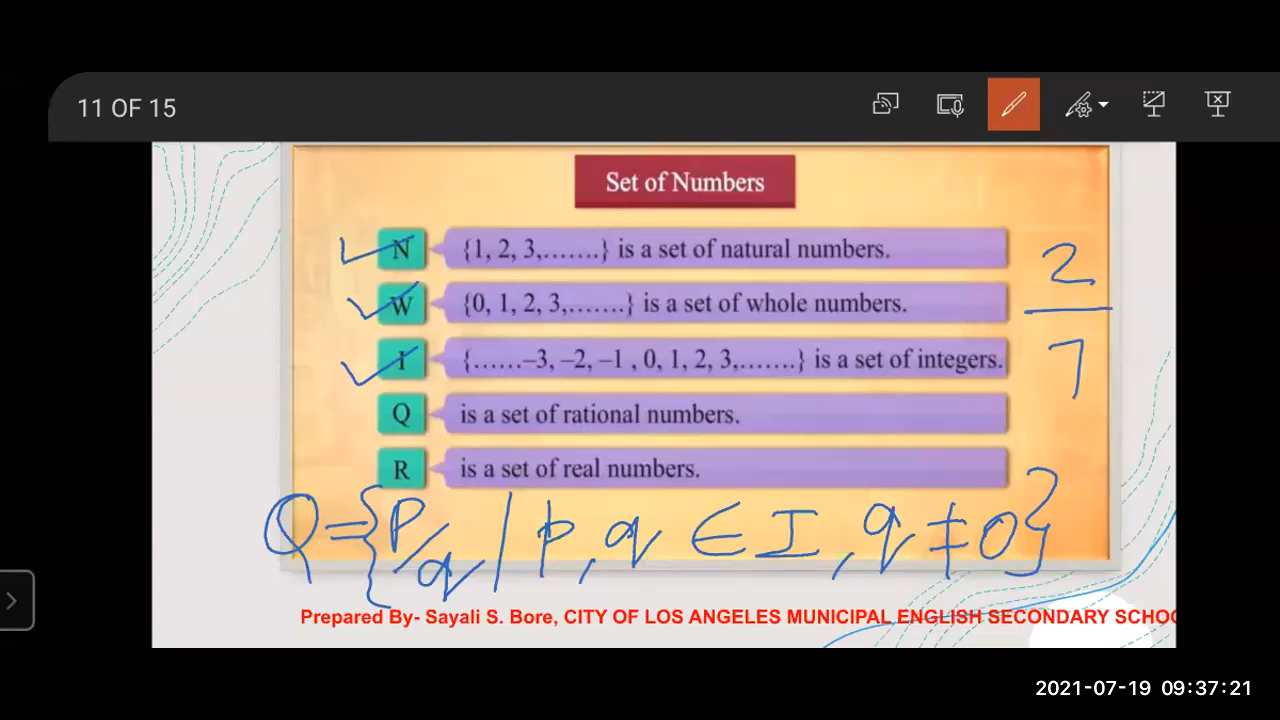 11 OF 15
Set of Numbers
N {1, 2, 3,.......} is a set of natural numbers.
W {0, 1, 2, 3,.......} is a set of whole numbers.
I {......–3, –2, –1 , 0, 1, 2, 3,.......} is a set of integers.
Q is a set of rational numbers.
R is a set of real numbers.
2
7
Q={P/q | p, q ∈ I, q ≠ 0}
Prepared By- Sayali S. Bore, CITY OF LOS ANGELES MUNICIPAL ENGLISH SECONDARY SCHOO
2021-07-19 09:37:21